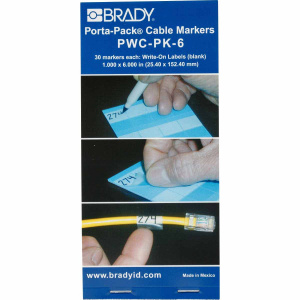 BRADY
Porta-Pack® Cable Markers
PWC-PK-6
30 markers each: Write-On Labels (blank)
1.000 x 6.000 in (25.40 x 152.40 mm)
274
274
274
www.bradyid.com
Made in Mexico